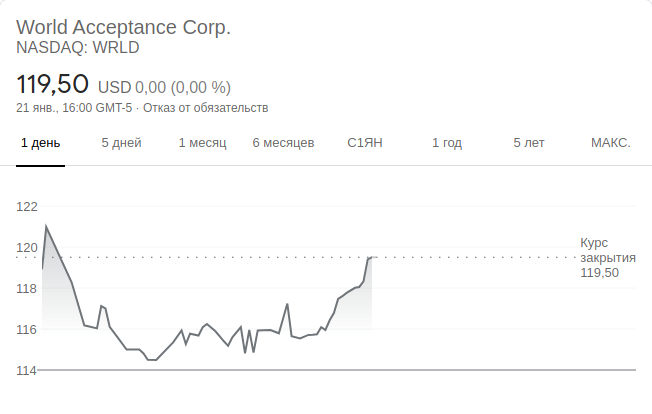 World Acceptance Corp.
NASDAQ: WRLD
119,50 USD 0,00 (0,00 %)
21 янв., 16:00 GMT-5 · Отказ от обязательств
1 день 5 дней 1 месяц 6 месяцев С1ЯН 1 год 5 лет МАКС.
122
120
118
116
114
Курс
закрытия
119,50